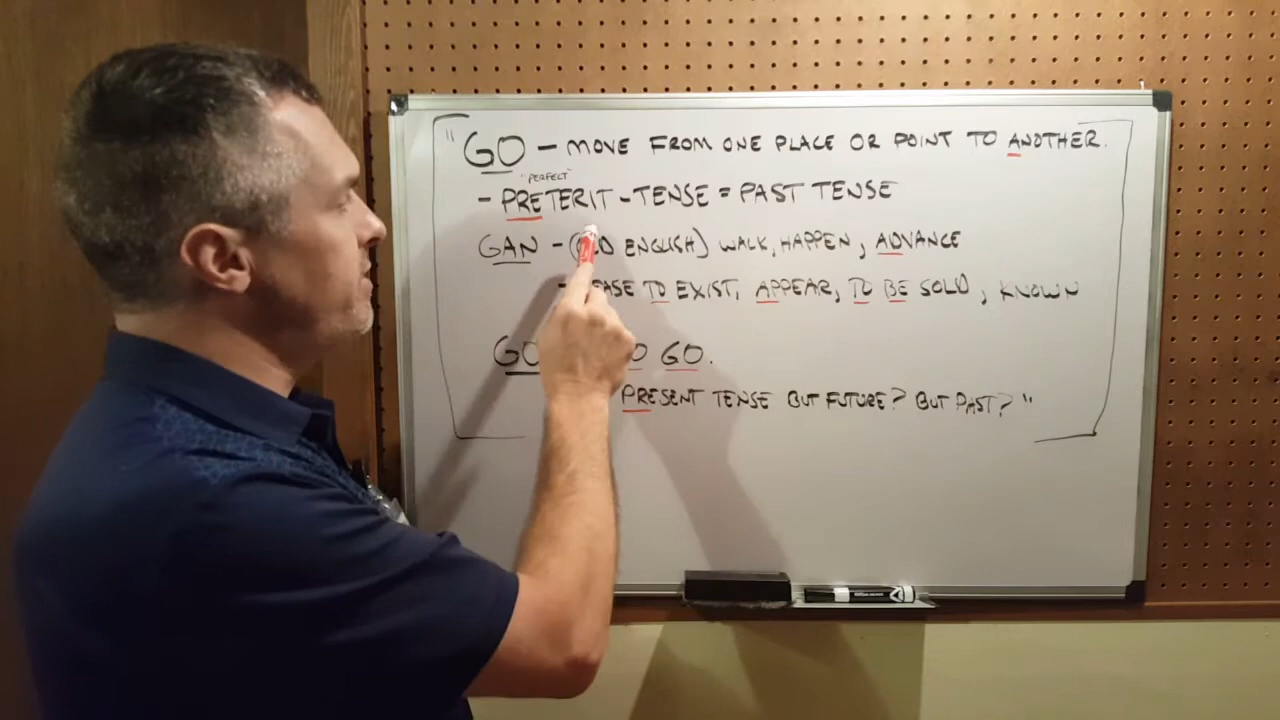 "GO - MOVE FROM ONE PLACE OR POINT TO ANOTHER.
"PERFECT"
- PRETERIT - TENSE = PAST TENSE
GAN - ( ENGLISH) WALK, HAPPEN, ADVANCE
TO EXIST, APPEAR, TO BE SOLD, KNOWN
GO GO.
PRESENT TENSE BUT FUTURE? BUT PAST?"